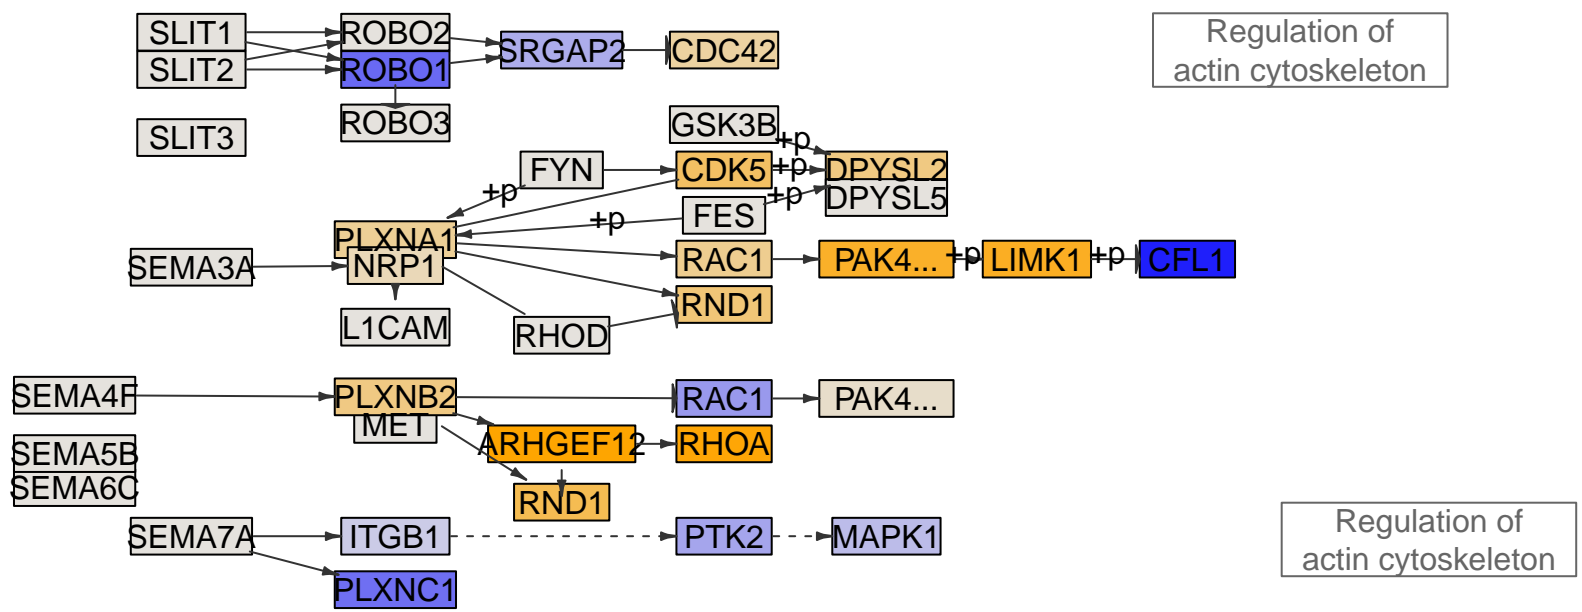 SLIT1
ROBO2
SRGAP2
CDC42
Regulation of
actin cytoskeleton
SLIT2
ROBO1
SLIT3
ROBO3
GSK3B
+p
FYN
CDK5
+p
DPYSL2
+p
FES
+p
DPYSL5
+p
PLXNA1
SEMA3A
NRP1
RAC1
PAK4...
+p
LIMK1
+p
CFL1
RND1
L1CAM
RHOD
SEMA4F
PLXNB2
RAC1
PAK4...
MET
ARHGEF12
RHOA
SEMA5B
SEMA6C
RND1
SEMA7A
ITGB1
PTK2
MAPK1
Regulation of
actin cytoskeleton
PLXNC1